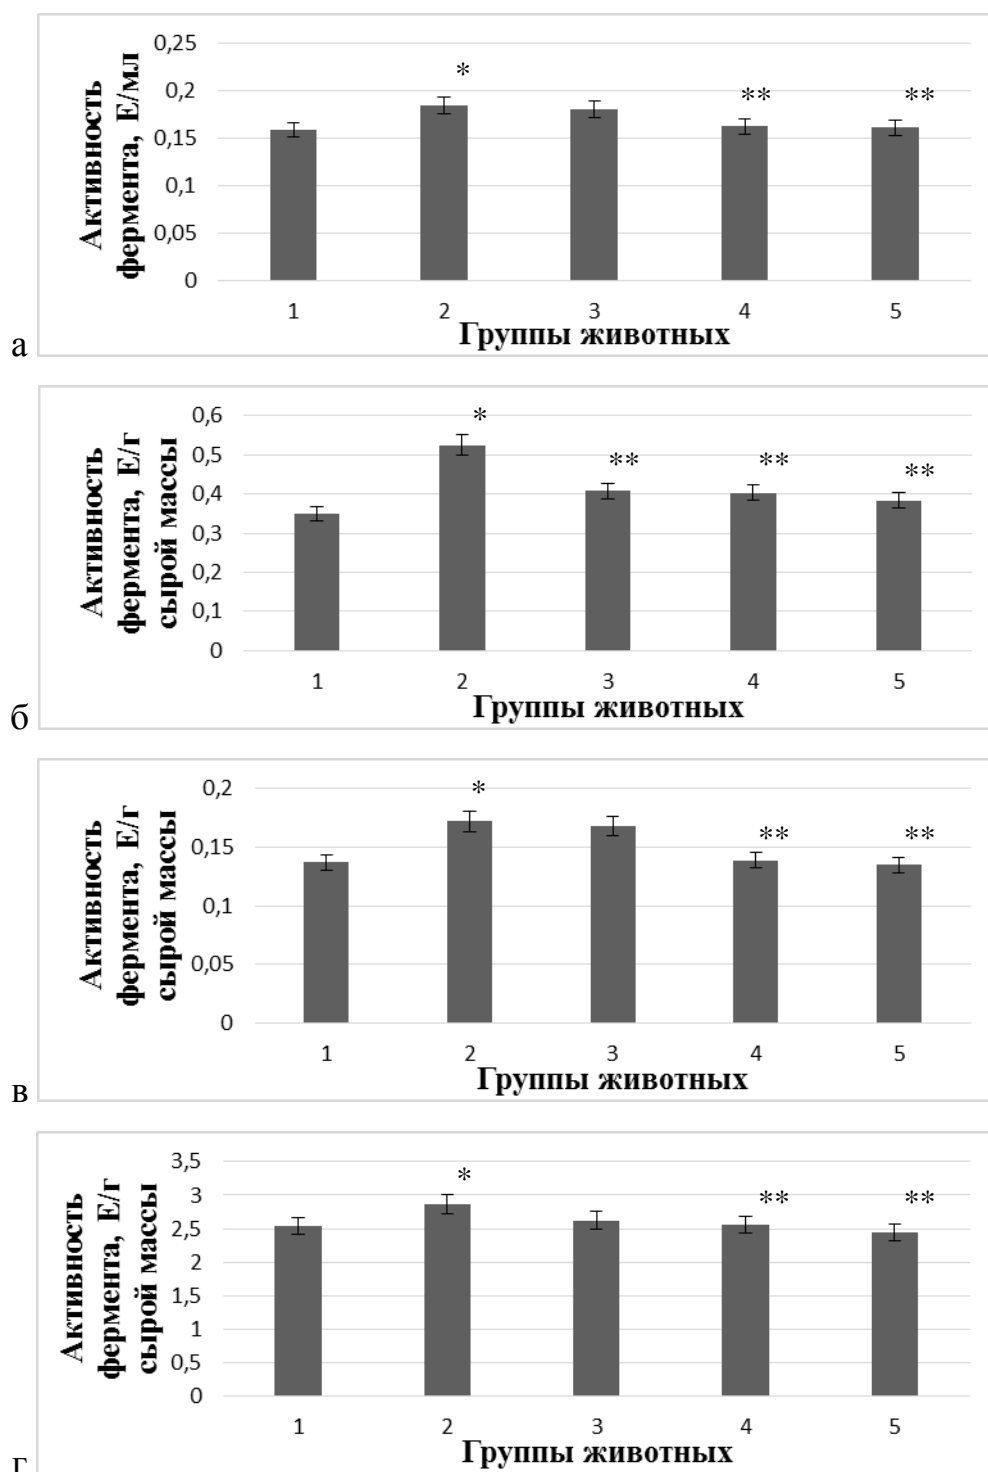 0,25
0,2
0,15
0,1
0,05
0
Активность
фермента, Е/мл
*
**
**
1 2 3 4 5
Группы животных
а
0,6
0,5
0,4
0,3
0,2
0,1
0
Активность
фермента, Е/г
сырой массы
*
**
**
**
1 2 3 4 5
Группы животных
б
0,2
0,15
0,1
0,05
0
Активность
фермента, Е/г
сырой массы
*
**
**
1 2 3 4 5
Группы животных
в
3,5
3
2,5
2
1,5
1
0,5
0
Активность
фермента, Е/г
сырой массы
*
**
**
1 2 3 4 5
Группы животных
г